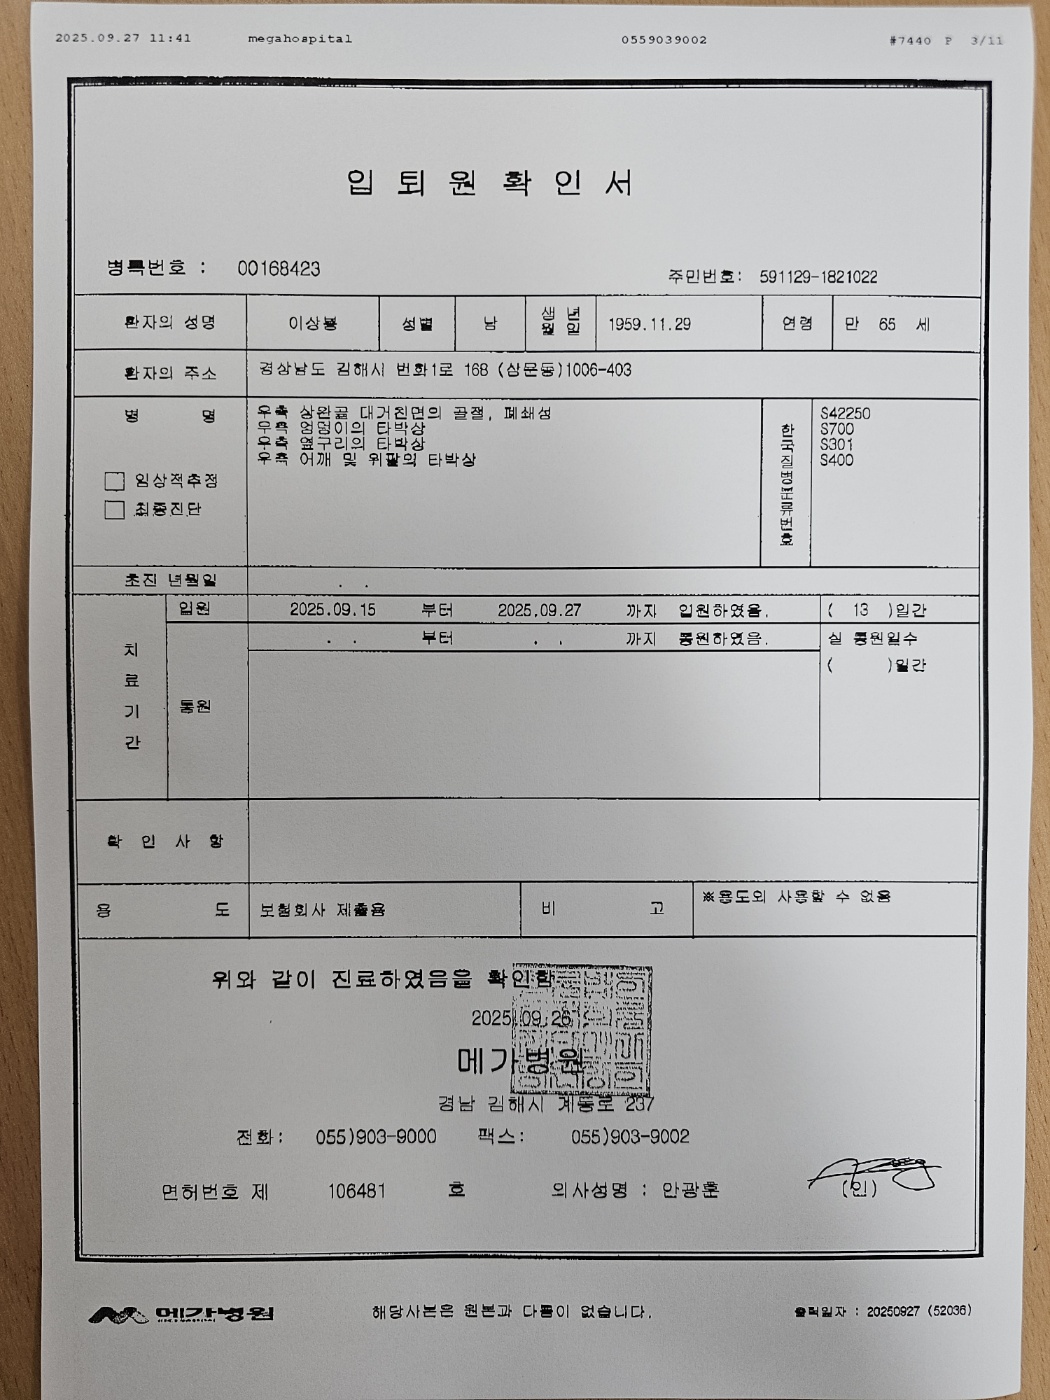 2025.09.27 11:41 megahospital 0559039002 #7440 P 3/11
입 퇴 원 확 인 서
병록번호 : 00168423
주민번호: 591129-1821022
환자의 성명 이상봉 성별 남 생년월일 1959.11.29 연령 만 65 세
환자의 주소 경상남도 김해시 번화1로 168 (삼문동)1006-403
병 명
우측 상완골 대거친면의 골절, 폐쇄성 S42250
우측 엉덩이의 타박상 S700
우측 옆구리의 타박상 S301
우측 어깨 및 위팔의 타박상 S400
한국질병분류번호
임상적추정
최종진단
초진 년월일 . .
치료기간
입원 2025.09.15 부터 2025.09.27 까지 입원하였음. ( 13 )일간
통원 . . 부터 . . 까지 통원하였음. 실 통원일수
( )일간
확 인 사 항
용 도 보험회사 제출용 비 고 ※용도외 사용할 수 없음
위와 같이 진료하였음을 확인함.
2025.09.26
메가병원
경남 김해시 계동로 237
전화: 055)903-9000 팩스: 055)903-9002
면허번호 제 106481 호 의사성명 : 안광훈 (인)
메가병원 해당사본은 원본과 다름이 없습니다. 출력일자 : 20250927 (52036)